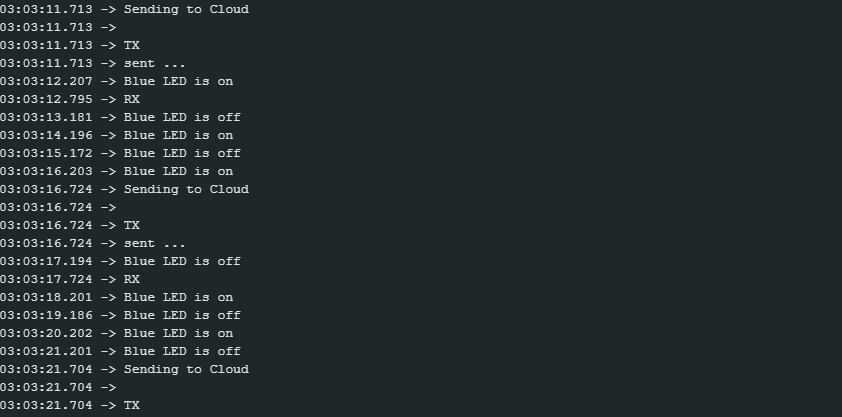 03:03:11.713 -> Sending to Cloud
03:03:11.713 ->
03:03:11.713 -> TX
03:03:11.713 -> sent ...
03:03:12.207 -> Blue LED is on
03:03:12.795 -> RX
03:03:13.181 -> Blue LED is off
03:03:14.196 -> Blue LED is on
03:03:15.172 -> Blue LED is off
03:03:16.203 -> Blue LED is on
03:03:16.724 -> Sending to Cloud
03:03:16.724 ->
03:03:16.724 -> TX
03:03:16.724 -> sent ...
03:03:17.194 -> Blue LED is off
03:03:17.724 -> RX
03:03:18.201 -> Blue LED is on
03:03:19.186 -> Blue LED is off
03:03:20.202 -> Blue LED is on
03:03:21.201 -> Blue LED is off
03:03:21.704 -> Sending to Cloud
03:03:21.704 ->
03:03:21.704 -> TX